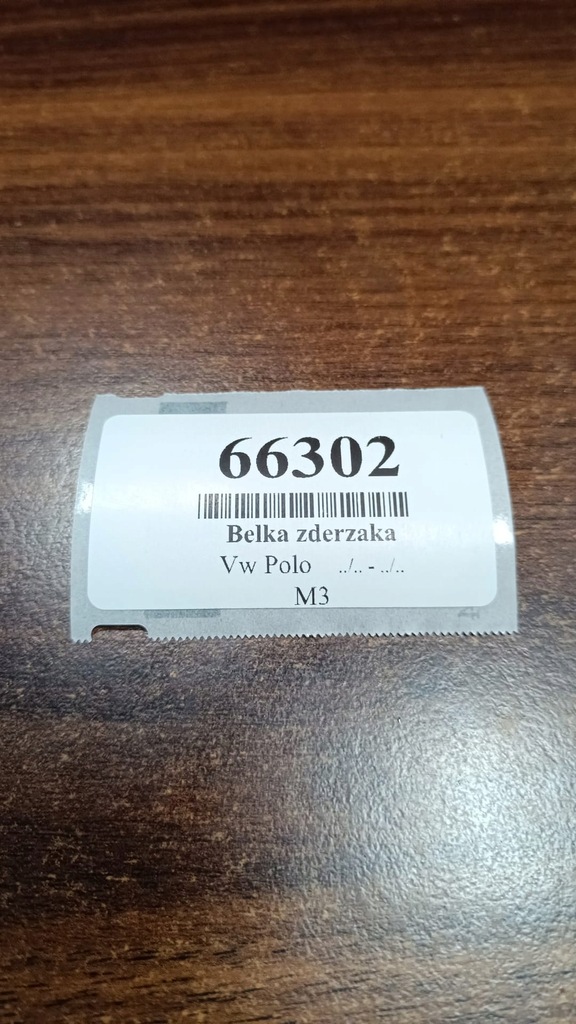 66302
Belka zderzaka
Vw Polo ../.. - ../..
M3